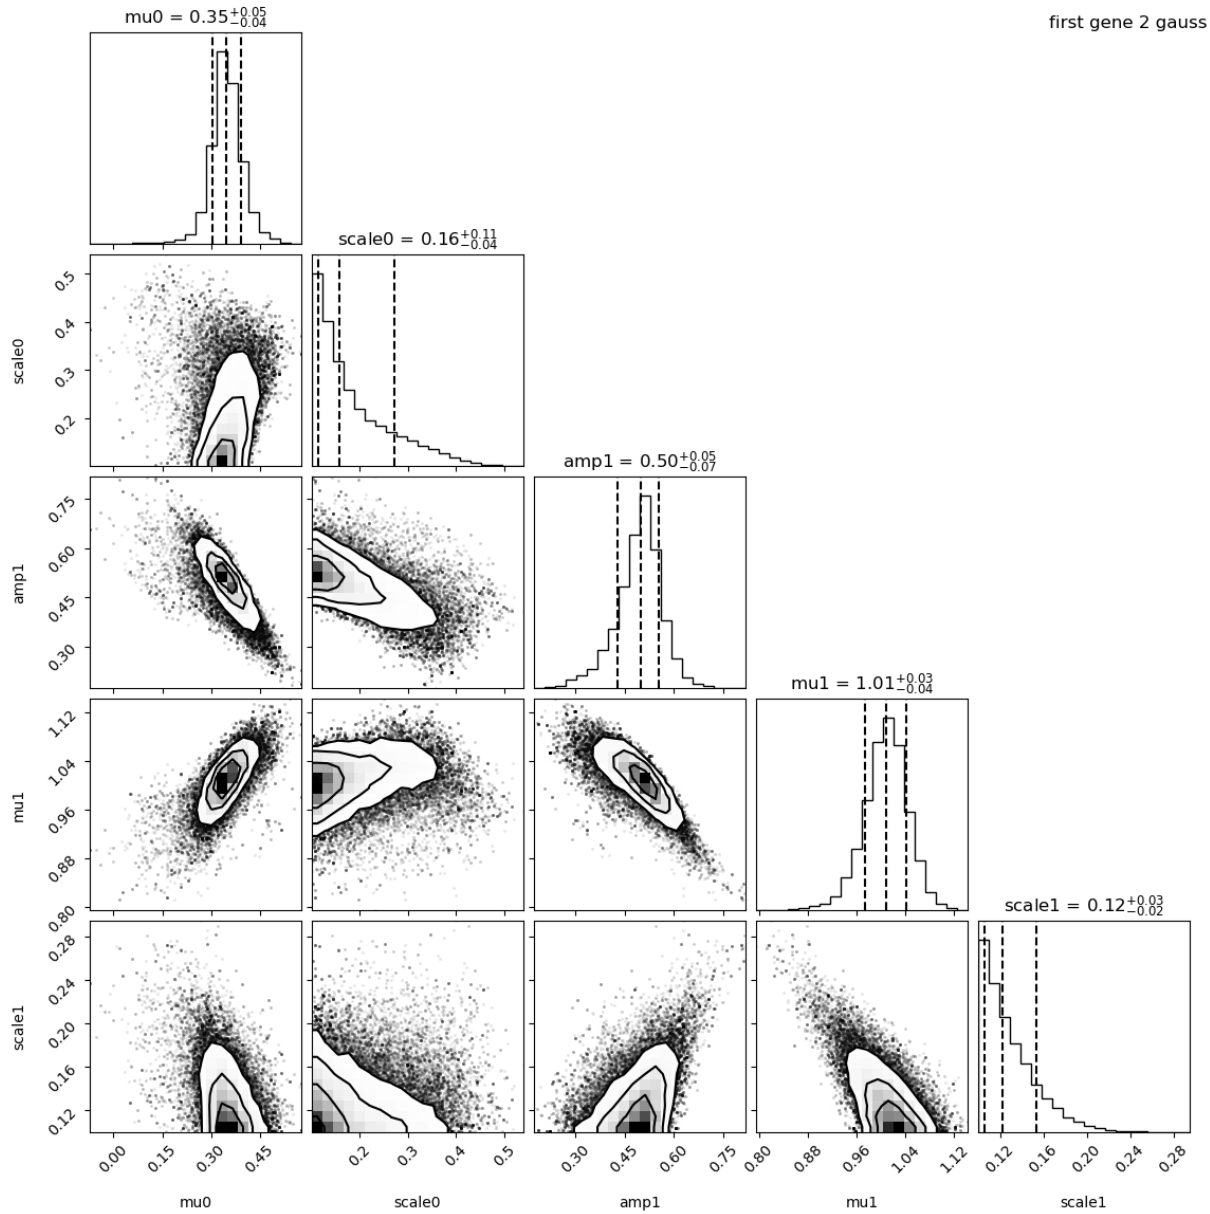 mu0 = 0.35+0.05−0.04
first gene 2 gauss
scale0 = 0.16+0.11−0.04
0.5
0.4
0.3
0.2
scale0
amp1 = 0.50+0.05−0.07
0.75
0.60
0.45
0.30
amp1
mu1 = 1.01+0.03−0.04
1.12
1.04
0.96
0.88
0.80
mu1
scale1 = 0.12+0.03−0.02
0.28
0.24
0.20
0.16
0.12
scale1
0.00 0.15 0.30 0.45 0.2 0.3 0.4 0.5 0.30 0.45 0.60 0.75 0.80 0.88 0.96 1.04 1.12 0.12 0.16 0.20 0.24 0.28
mu0 scale0 amp1 mu1 scale1